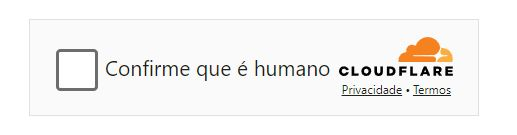 Confirme que é humano
CLOUDFLARE
Privacidade • Termos